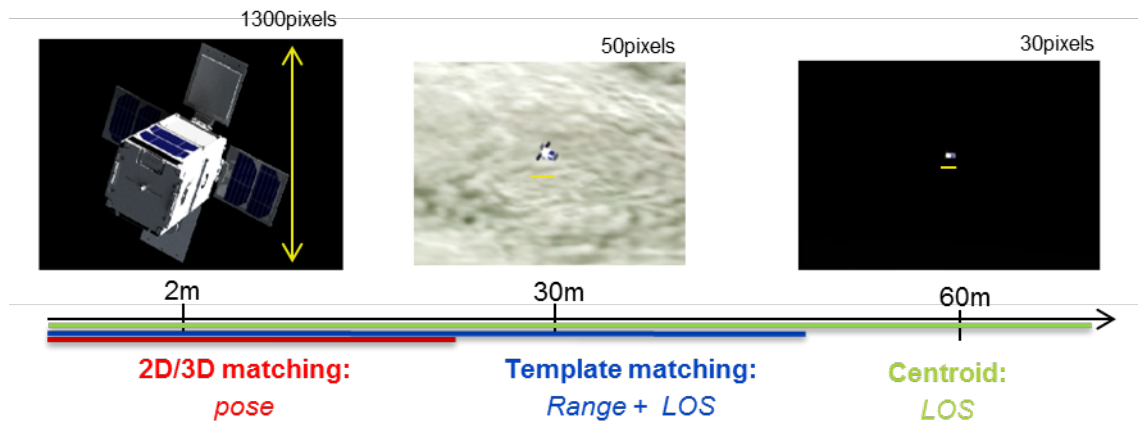 1300pixels
50pixels
30pixels
2m
30m
60m
2D/3D matching:
pose
Template matching:
Range + LOS
Centroid:
LOS